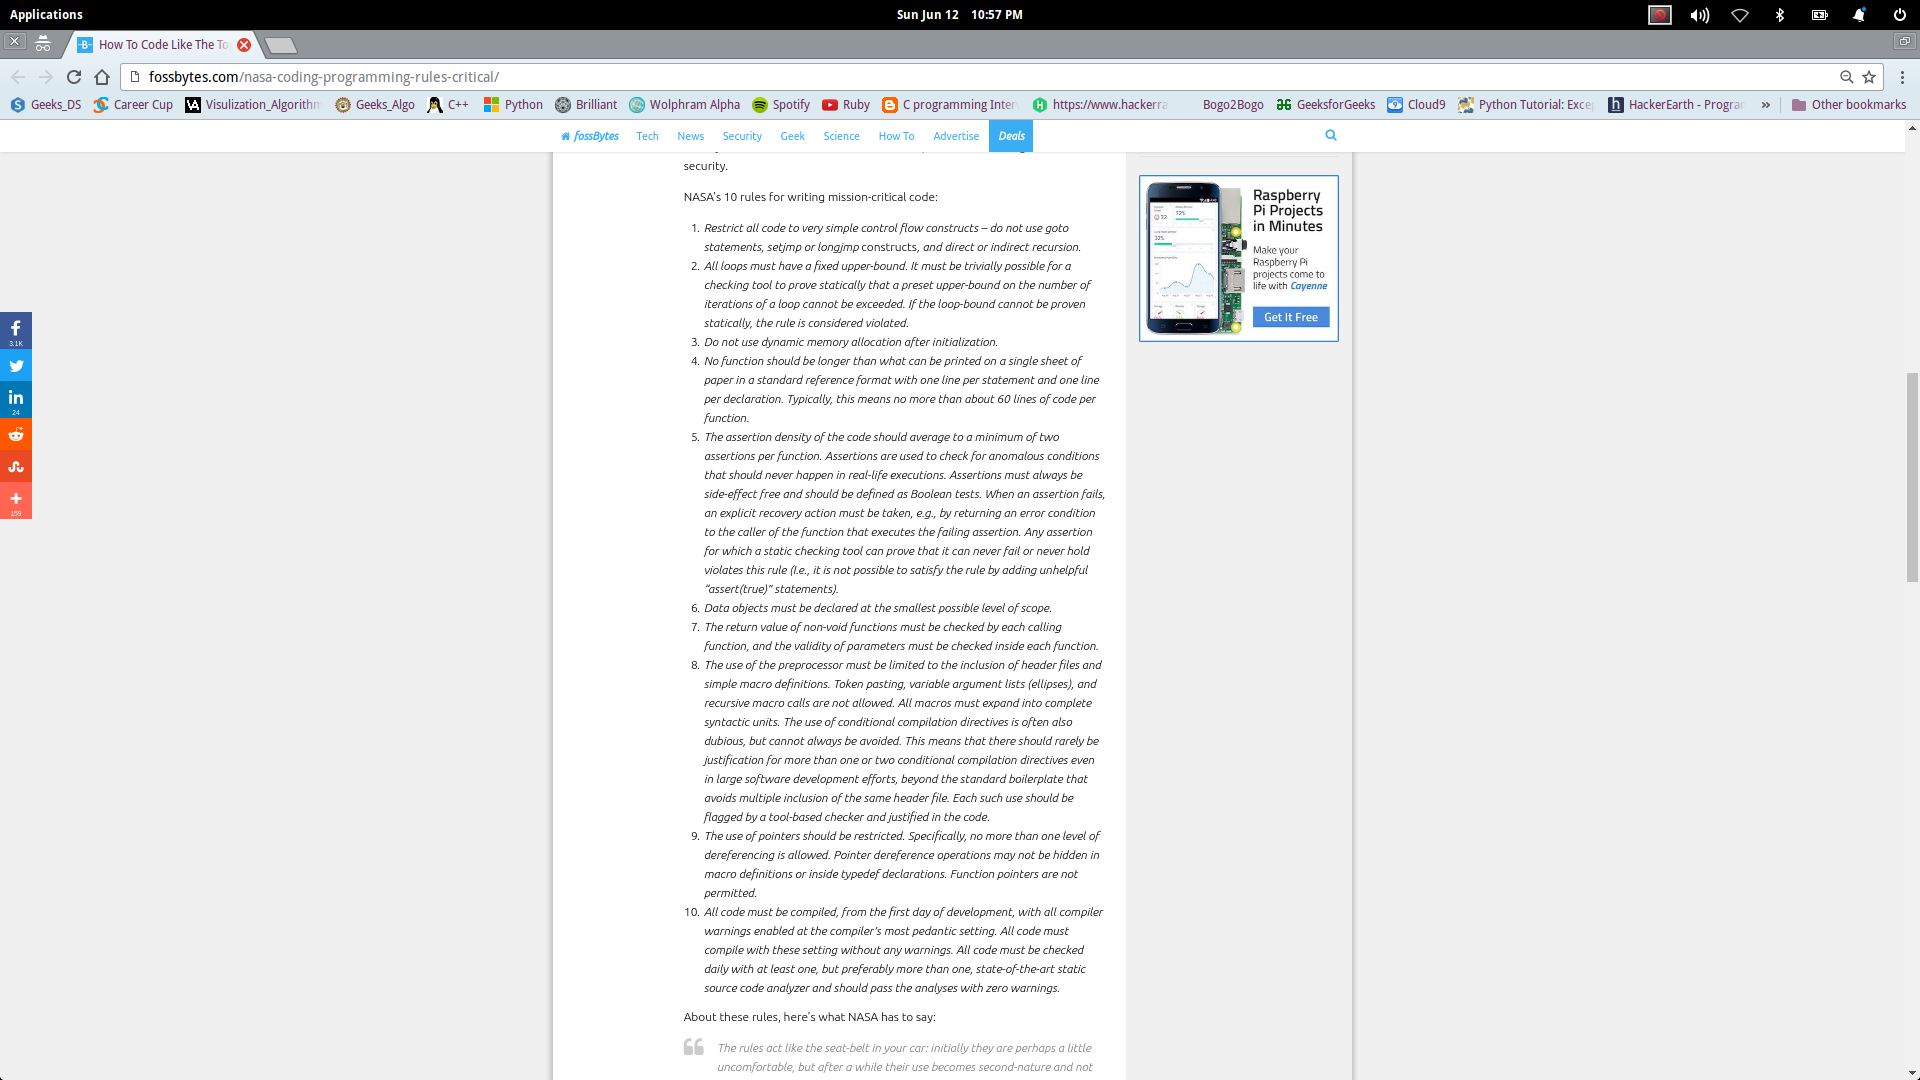 Applications
Sun Jun 12 10:57 PM
How To Code Like The To
fossbytes.com/nasa-coding-programming-rules-critical/
Geeks_DS Career Cup Visulization_Algorithm Geeks_Algo C++ Python Brilliant Wolphram Alpha Spotify Ruby C programming Inter https://www.hackerra Bogo2Bogo GeeksforGeeks Cloud9 Python Tutorial: Exce HackerEarth - Progra » Other bookmarks
fossBytes Tech News Security Geek Science How To Advertise Deals
security.
NASA's 10 rules for writing mission-critical code:
1. Restrict all code to very simple control flow constructs – do not use goto
statements, setjmp or longjmp constructs, and direct or indirect recursion.
2. All loops must have a fixed upper-bound. It must be trivially possible for a
checking tool to prove statically that a preset upper-bound on the number of
iterations of a loop cannot be exceeded. If the loop-bound cannot be proven
statically, the rule is considered violated.
3. Do not use dynamic memory allocation after initialization.
4. No function should be longer than what can be printed on a single sheet of
paper in a standard reference format with one line per statement and one line
per declaration. Typically, this means no more than about 60 lines of code per
function.
5. The assertion density of the code should average to a minimum of two
assertions per function. Assertions are used to check for anomalous conditions
that should never happen in real-life executions. Assertions must always be
side-effect free and should be defined as Boolean tests. When an assertion fails,
an explicit recovery action must be taken, e.g., by returning an error condition
to the caller of the function that executes the failing assertion. Any assertion
for which a static checking tool can prove that it can never fail or never hold
violates this rule (I.e., it is not possible to satisfy the rule by adding unhelpful
“assert(true)” statements).
6. Data objects must be declared at the smallest possible level of scope.
7. The return value of non-void functions must be checked by each calling
function, and the validity of parameters must be checked inside each function.
8. The use of the preprocessor must be limited to the inclusion of header files and
simple macro definitions. Token pasting, variable argument lists (ellipses), and
recursive macro calls are not allowed. All macros must expand into complete
syntactic units. The use of conditional compilation directives is often also
dubious, but cannot always be avoided. This means that there should rarely be
justification for more than one or two conditional compilation directives even
in large software development efforts, beyond the standard boilerplate that
avoids multiple inclusion of the same header file. Each such use should be
flagged by a tool-based checker and justified in the code.
9. The use of pointers should be restricted. Specifically, no more than one level of
dereferencing is allowed. Pointer dereference operations may not be hidden in
macro definitions or inside typedef declarations. Function pointers are not
permitted.
10. All code must be compiled, from the first day of development, with all compiler
warnings enabled at the compiler's most pedantic setting. All code must
compile with these setting without any warnings. All code must be checked
daily with at least one, but preferably more than one, state-of-the-art static
source code analyzer and should pass the analyses with zero warnings.
About these rules, here's what NASA has to say:
The rules act like the seat-belt in your car: initially they are perhaps a little
uncomfortable, but after a while their use becomes second-nature and not
3.1K
24
159
Raspberry
Pi Projects
in Minutes
Make your
Raspberry Pi
projects come to
life with Cayenne
Get It Free